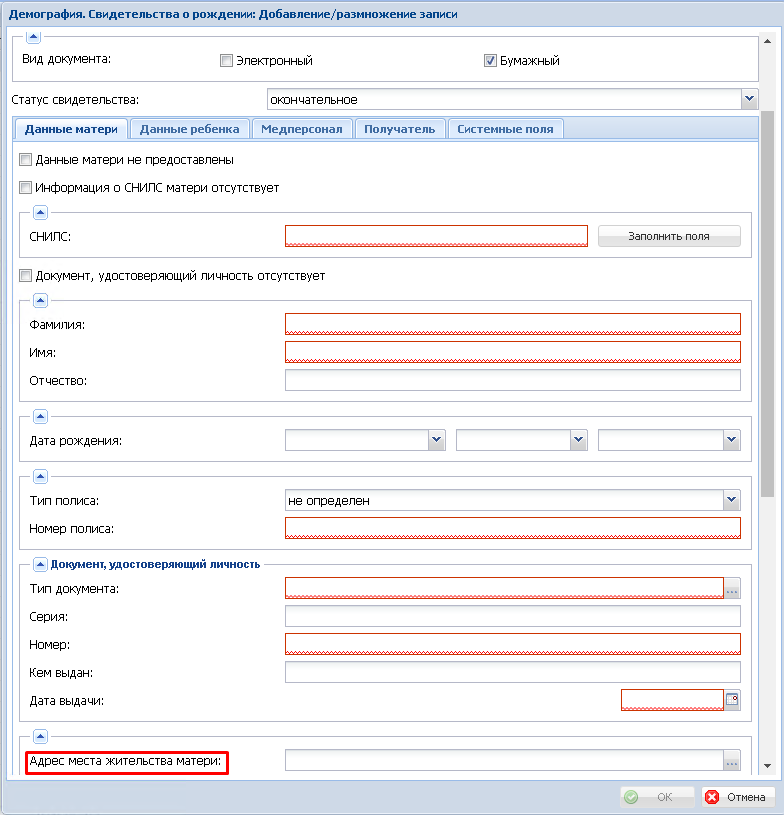 Демография. Свидетельства о рождении: Добавление/размножение записи
Вид документа: Электронный Бумажный
Статус свидетельства: окончательное
Данные матери Данные ребенка Медперсонал Получатель Системные поля
Данные матери не предоставлены
Информация о СНИЛС матери отсутствует
СНИЛС: Заполнить поля
Документ, удостоверяющий личность отсутствует
Фамилия:
Имя:
Отчество:
Дата рождения:
Тип полиса: не определен
Номер полиса:
Документ, удостоверяющий личность
Тип документа: ...
Серия:
Номер:
Кем выдан:
Дата выдачи:
Адрес места жительства матери: ...
OK Отмена